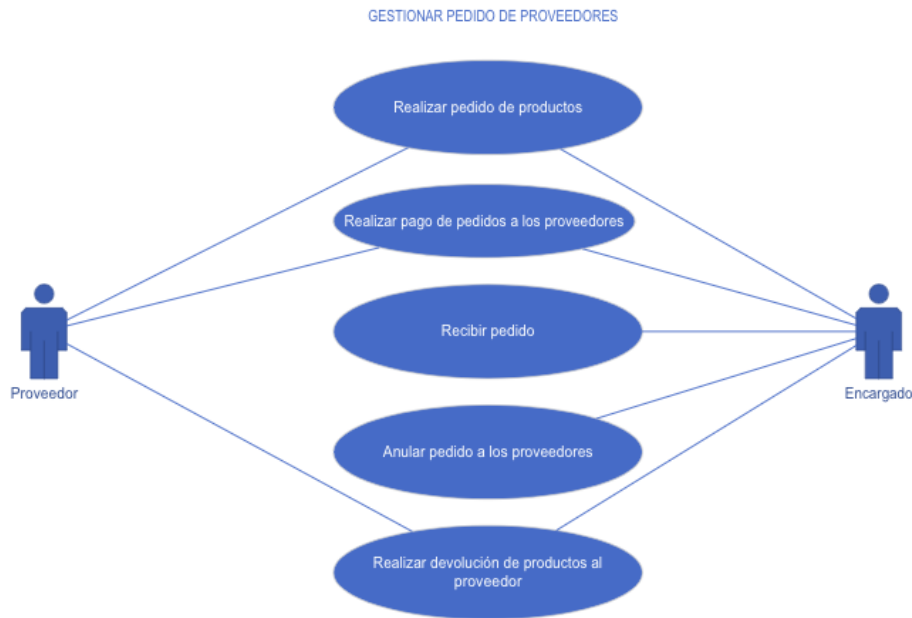 GESTIONAR PEDIDO DE PROVEEDORES
Realizar pedido de productos
Realizar pago de pedidos a los proveedores
Recibir pedido
Proveedor
Encargado
Anular pedido a los proveedores
Realizar devolución de productos al
proveedor